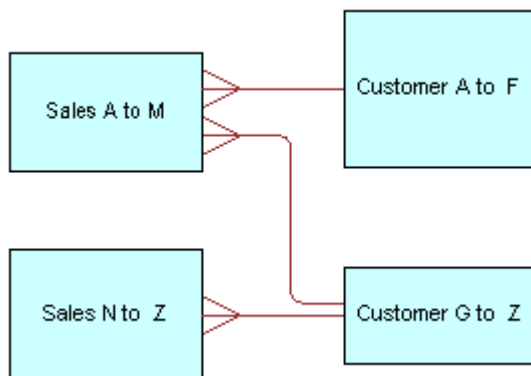 Sales A to M
Customer A to F
Sales N to Z
Customer G to Z